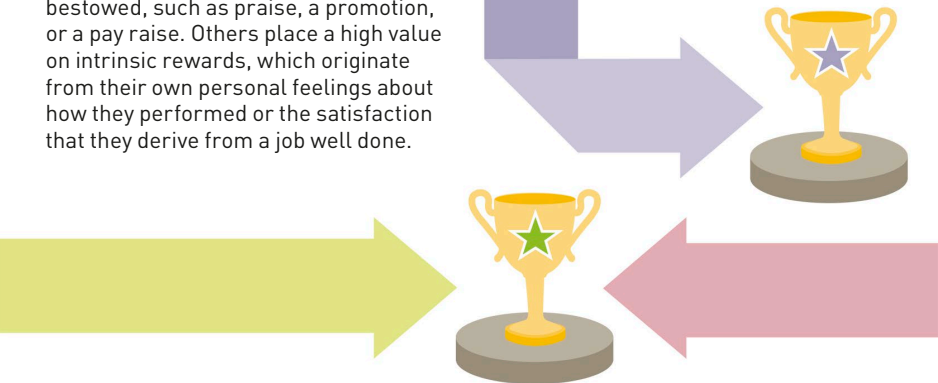 bestowed, such as praise, a promotion,
or a pay raise. Others place a high value
on intrinsic rewards, which originate
from their own personal feelings about
how they performed or the satisfaction
that they derive from a job well done.